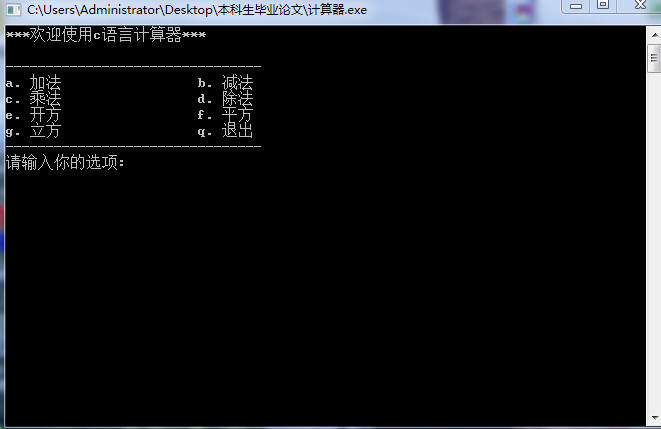 C:\Users\Administrator\Desktop\本科生毕业论文\计算器.exe
***欢迎使用c语言计算器***
--------------------------------
a. 加法 b. 减法
c. 乘法 d. 除法
e. 开方 f. 平方
g. 立方 q. 退出
--------------------------------
请输入你的选项: